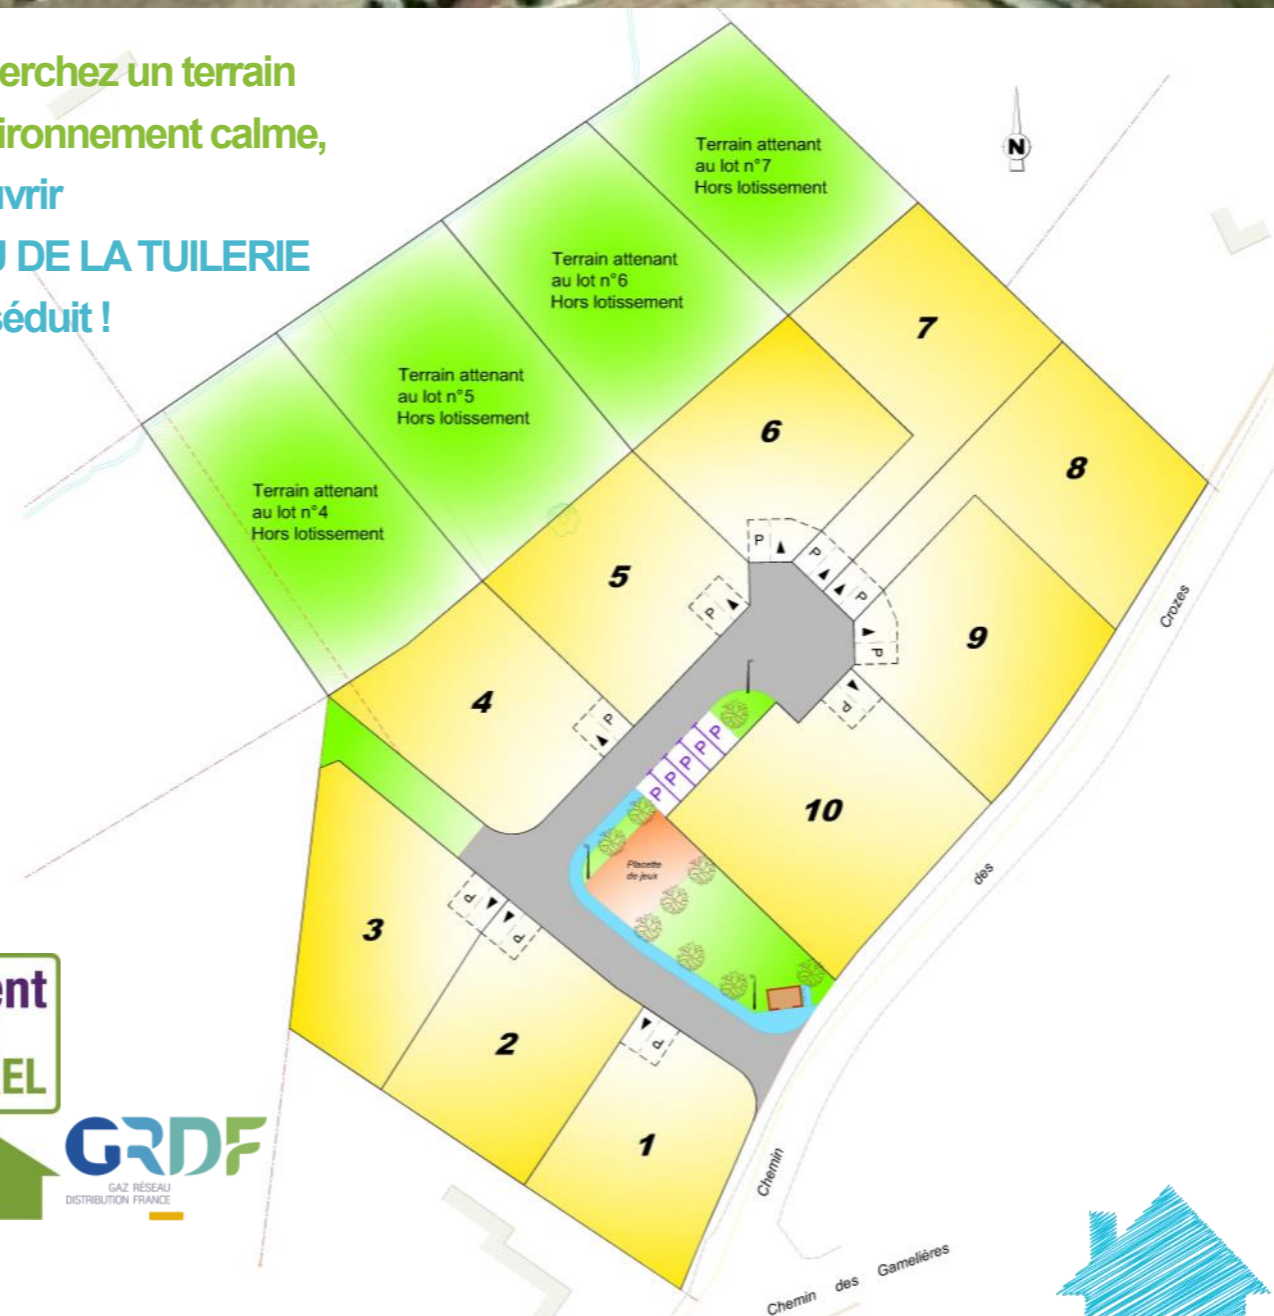 erchez un terrain
ironnement calme,
uvrir
U DE LA TUILERIE
séduit !
N
Terrain attenant
au lot n°7
Hors lotissement
Terrain attenant
au lot n°6
Hors lotissement
Terrain attenant
au lot n°5
Hors lotissement
Terrain attenant
au lot n°4
Hors lotissement
7
6
8
5
9
4
10
3
2
1
P
P
P
P
P
P
P
P
P
P
P P P P P
Placette
de jeux
Chemin des Crozes
Chemin des Gamelières
ent
EL
GRDF
GAZ RÉSEAU
DISTRIBUTION FRANCE